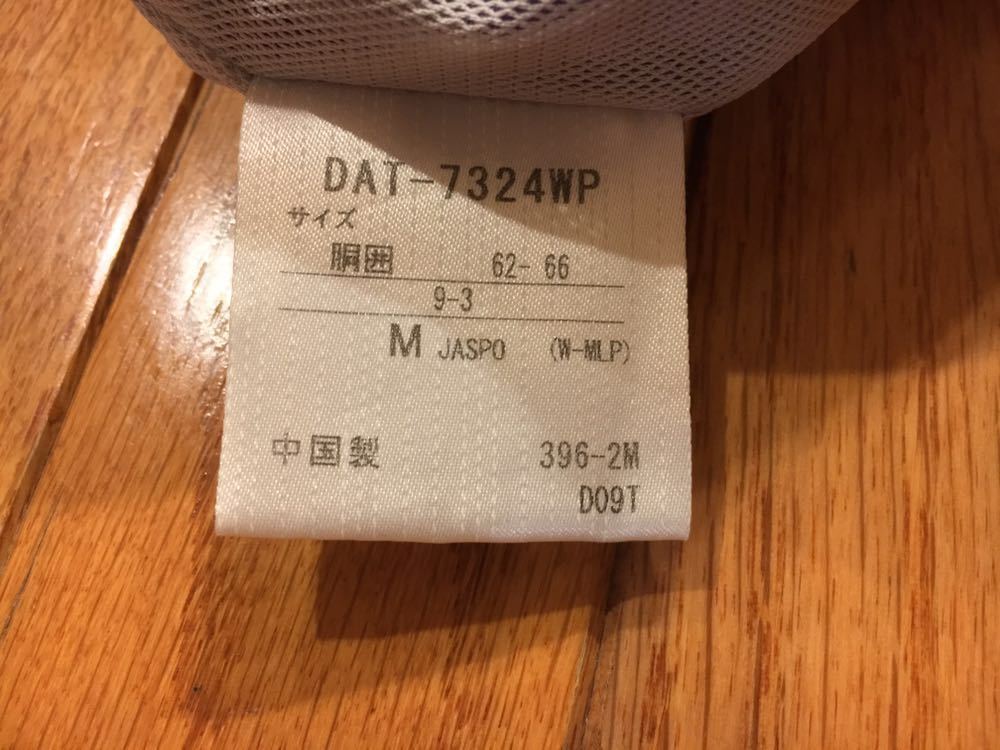 DAT-7324WP
サイズ
胴囲 62- 66
9-3
M JASPO (W-MLP)
中国製 396-2M
D09T